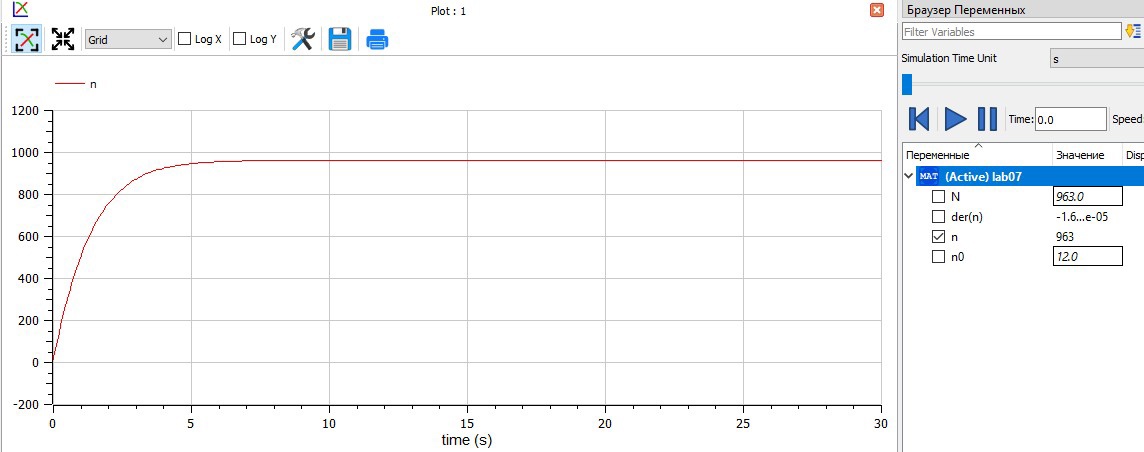 Plot : 1
Grid
Log X
Log Y
n
1200
1000
800
600
400
200
0
-200
0 5 10 15 20 25 30
time (s)
Браузер Переменных
Filter Variables
Simulation Time Unit s
Time: 0.0 Speed:
Переменные Значение Disp
MAT (Active) lab07
N 963.0
der(n) -1.6...e-05
n 963
n0 12.0